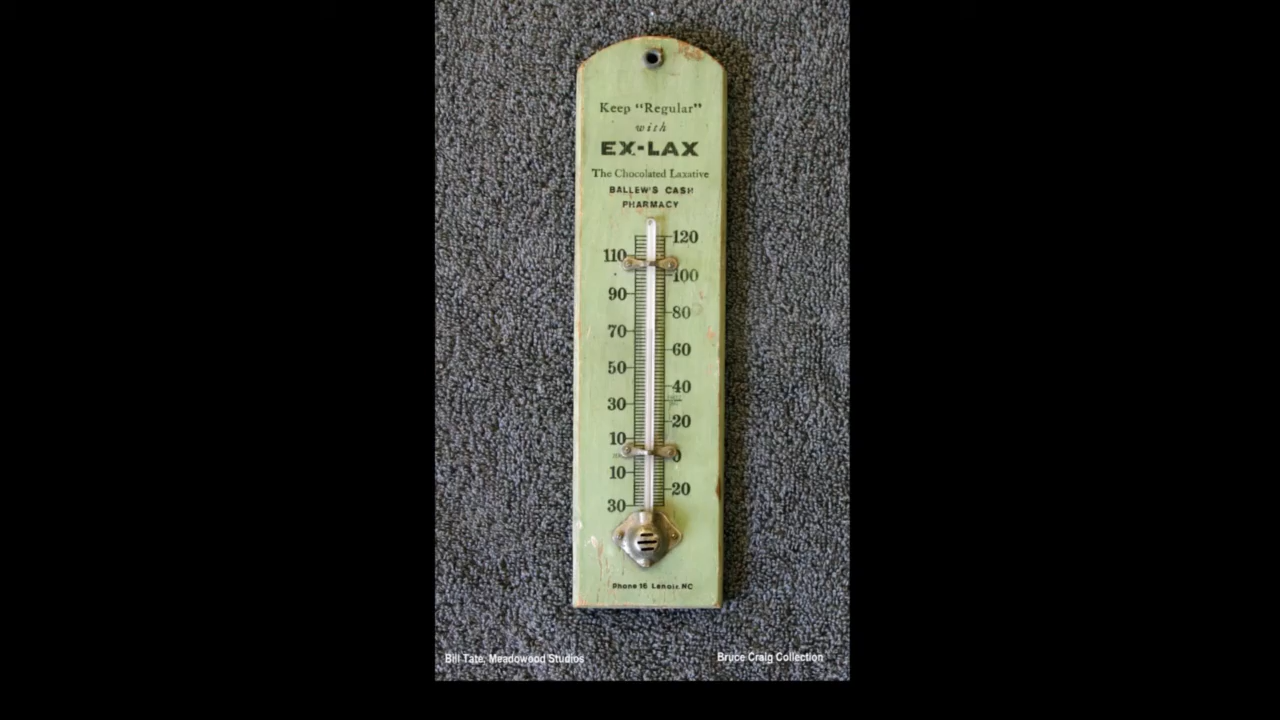 Keep "Regular"
with
EX-LAX
The Chocolated Laxative
BALLEW'S CASH
PHARMACY
120
110
100
90
80
70
60
50
40
30
20
10
0
10
20
30
Phone 16 Lenoir NC
Bill Tate, Meadowood Studios
Bruce Craig Collection